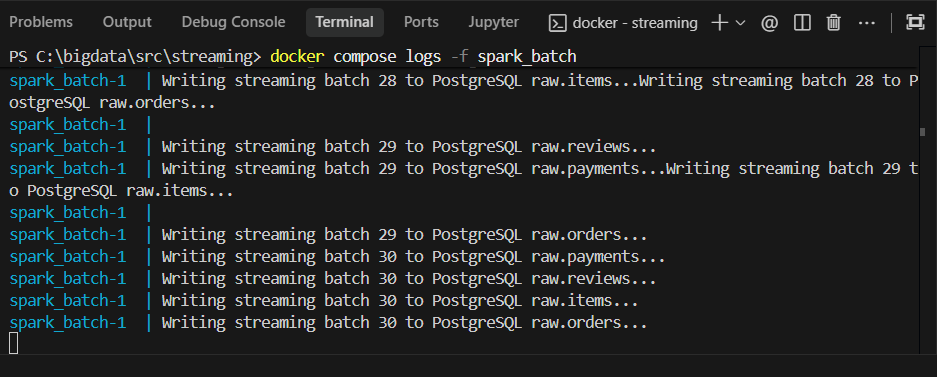 Problems Output Debug Console Terminal Ports Jupyter docker - streaming
PS C:\bigdata\src\streaming> docker compose logs -f spark_batch
spark_batch-1 | Writing streaming batch 28 to PostgreSQL raw.items...Writing streaming batch 28 to P
ostgreSQL raw.orders...
spark_batch-1 |
spark_batch-1 | Writing streaming batch 29 to PostgreSQL raw.reviews...
spark_batch-1 | Writing streaming batch 29 to PostgreSQL raw.payments...Writing streaming batch 29 t
o PostgreSQL raw.items...
spark_batch-1 |
spark_batch-1 | Writing streaming batch 29 to PostgreSQL raw.orders...
spark_batch-1 | Writing streaming batch 30 to PostgreSQL raw.payments...
spark_batch-1 | Writing streaming batch 30 to PostgreSQL raw.reviews...
spark_batch-1 | Writing streaming batch 30 to PostgreSQL raw.items...
spark_batch-1 | Writing streaming batch 30 to PostgreSQL raw.orders...